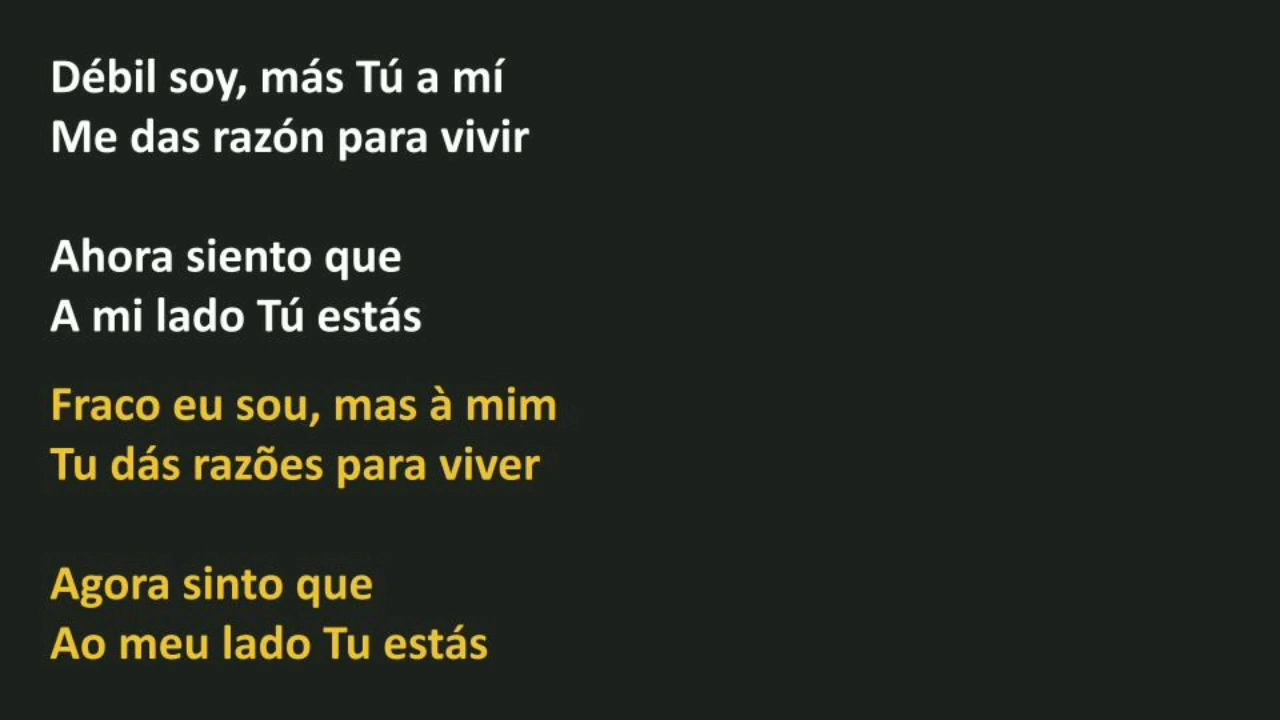 Débil soy, más Tú a mí
Me das razón para vivir
Ahora siento que
A mi lado Tú estás
Fraco eu sou, mas à mim
Tu dás razões para viver
Agora sinto que
Ao meu lado Tu estás